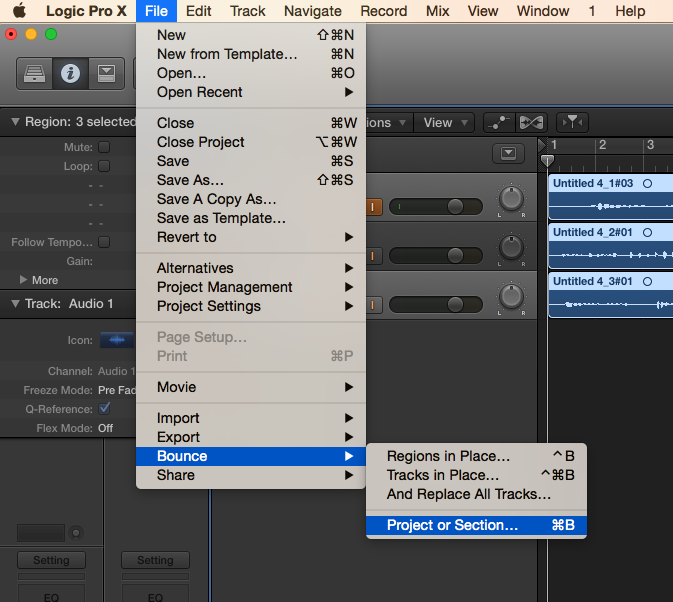 Logic Pro X File Edit Track Navigate Record Mix View Window 1 Help
New ⇧⌘N
New from Template... ⌘N
Open... ⌘O
Open Recent ▶
Close ⌘W
Close Project ⌥⌘W
Save ⌘S
Save As... ⇧⌘S
Save A Copy As...
Save as Template...
Revert to ▶
Alternatives ▶
Project Management ▶
Project Settings ▶
Page Setup...
Print ⌘P
Movie ▶
Import ▶
Export ▶
Bounce ▶
Share ▶
Regions in Place... ^B
Tracks in Place... ^⌘B
And Replace All Tracks...
Project or Section... ⌘B
Region: 3 selected
Mute:
Loop:
- -
- -
- -
Follow Tempo...
Gain:
More
Track: Audio 1
Icon:
Channel: Audio 1
Freeze Mode: Pre Fad
Q-Reference:
Flex Mode: Off
Setting Setting
EQ EQ
ions View
1 2 3
I L R
I L R
I L R
Untitled 4_1#03
Untitled 4_2#01
Untitled 4_3#01